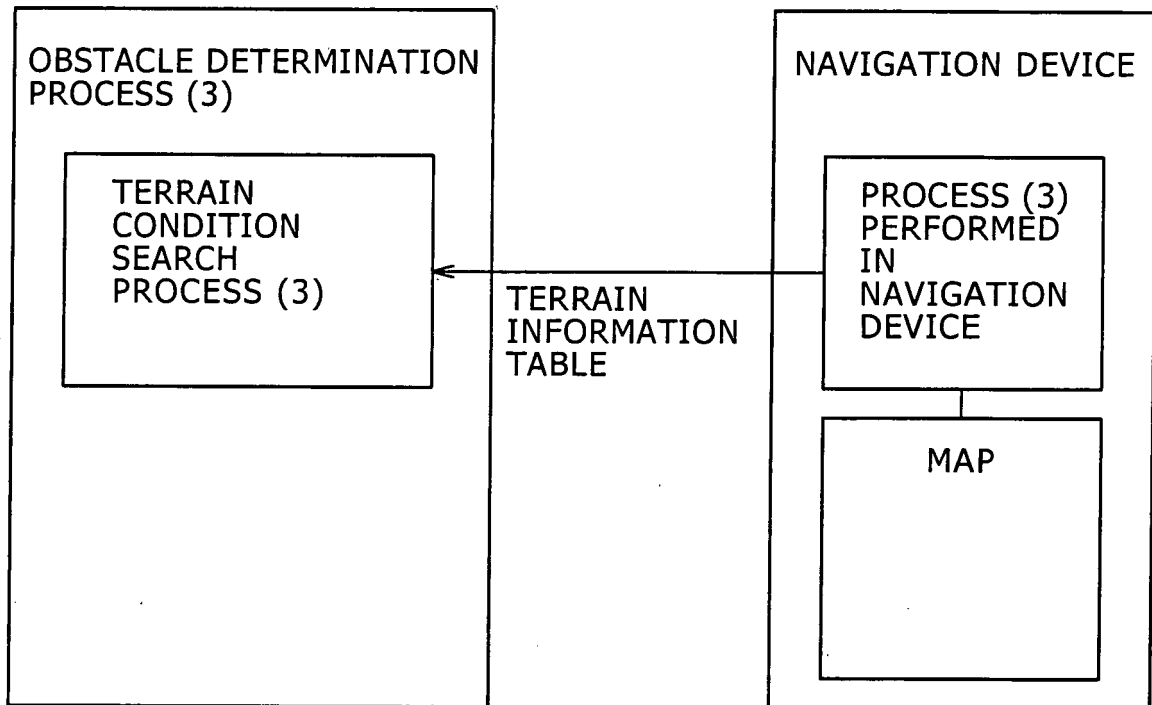 OBSTACLE DETERMINATION
PROCESS (3)
TERRAIN
CONDITION
SEARCH
PROCESS (3)
TERRAIN
INFORMATION
TABLE
NAVIGATION DEVICE
PROCESS (3)
PERFORMED
IN
NAVIGATION
DEVICE
MAP